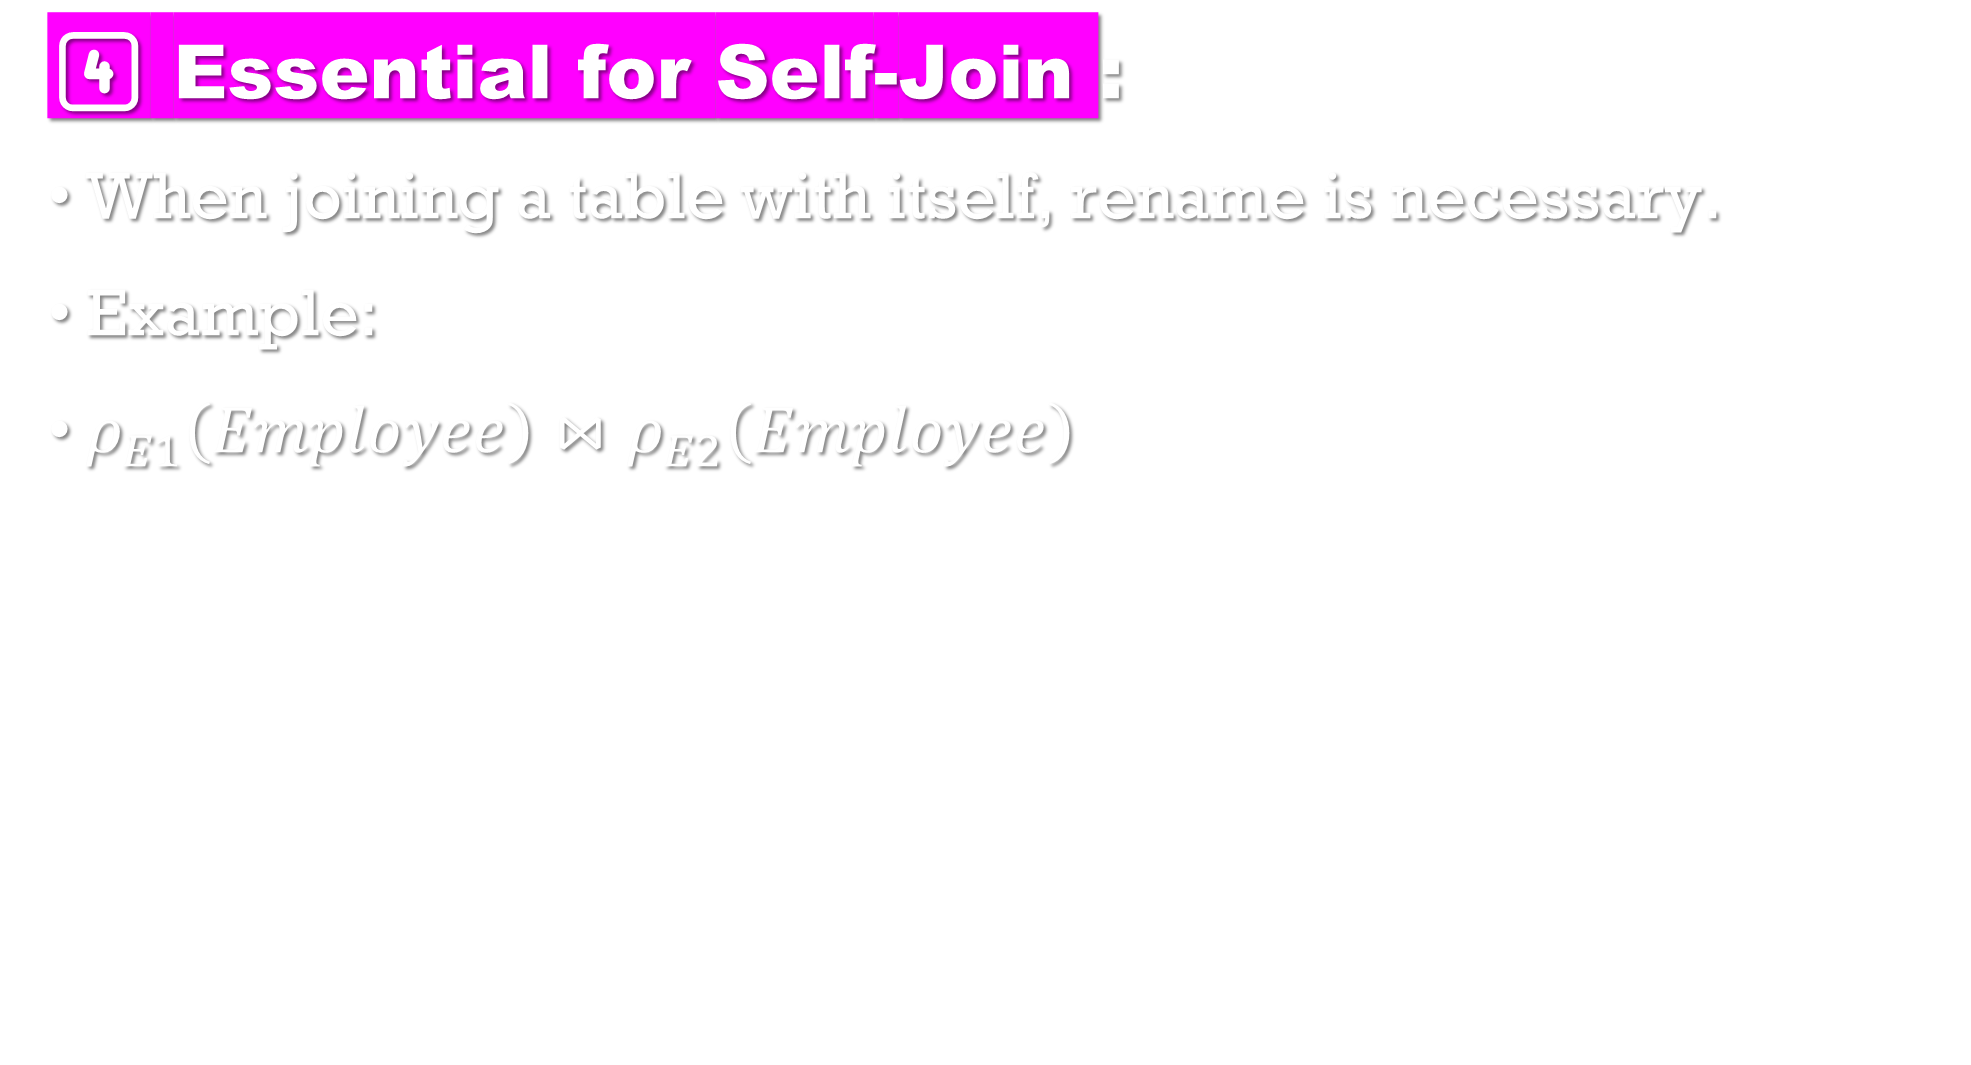 4 Essential for Self-Join :
• When joining a table with itself, rename is necessary.
• Example:
• ρE1(Employee) ⋈ ρE2(Employee)